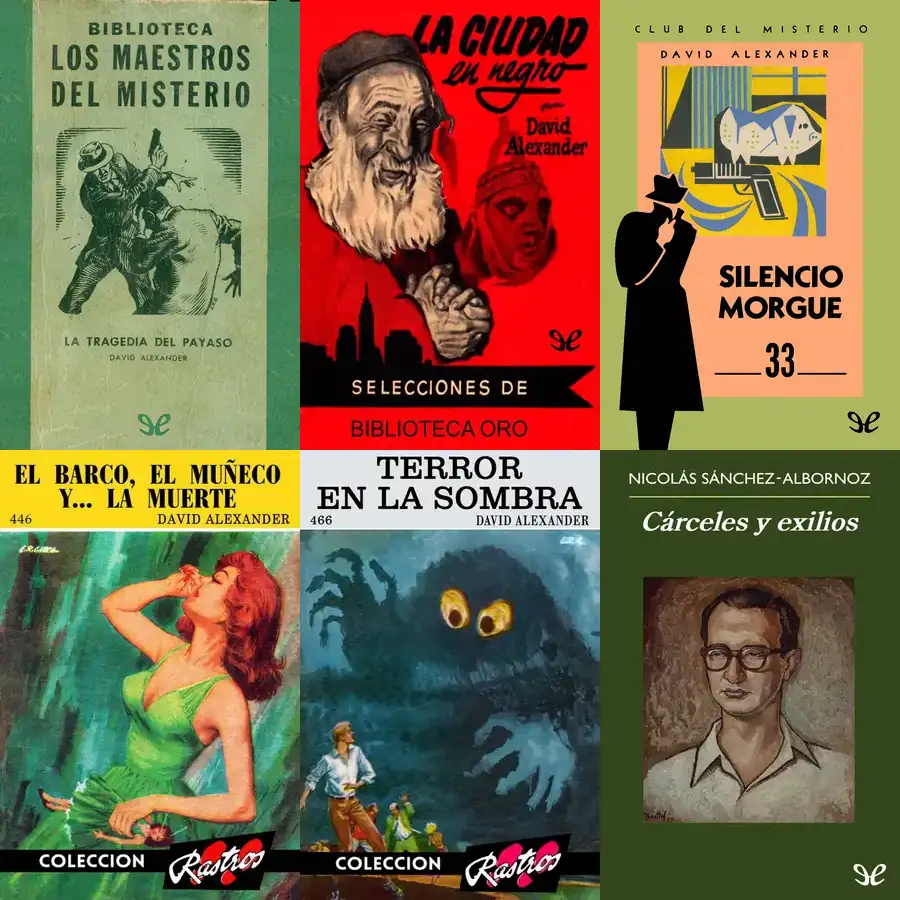 BIBLIOTECA
LOS MAESTROS
DEL MISTERIO
LA TRAGEDIA DEL PAYASO
DAVID ALEXANDER
LA CIUDAD
en negro
por
David
Alexander
SELECCIONES DE
BIBLIOTECA ORO
CLUB DEL MISTERIO
DAVID ALEXANDER
SILENCIO
MORGUE
33
EL BARCO, EL MUÑECO
Y... LA MUERTE
446 DAVID ALEXANDER
COLECCION Rastros
TERROR
EN LA SOMBRA
466 DAVID ALEXANDER
COLECCION Rastros
NICOLÁS SÁNCHEZ-ALBORNOZ
Cárceles y exilios